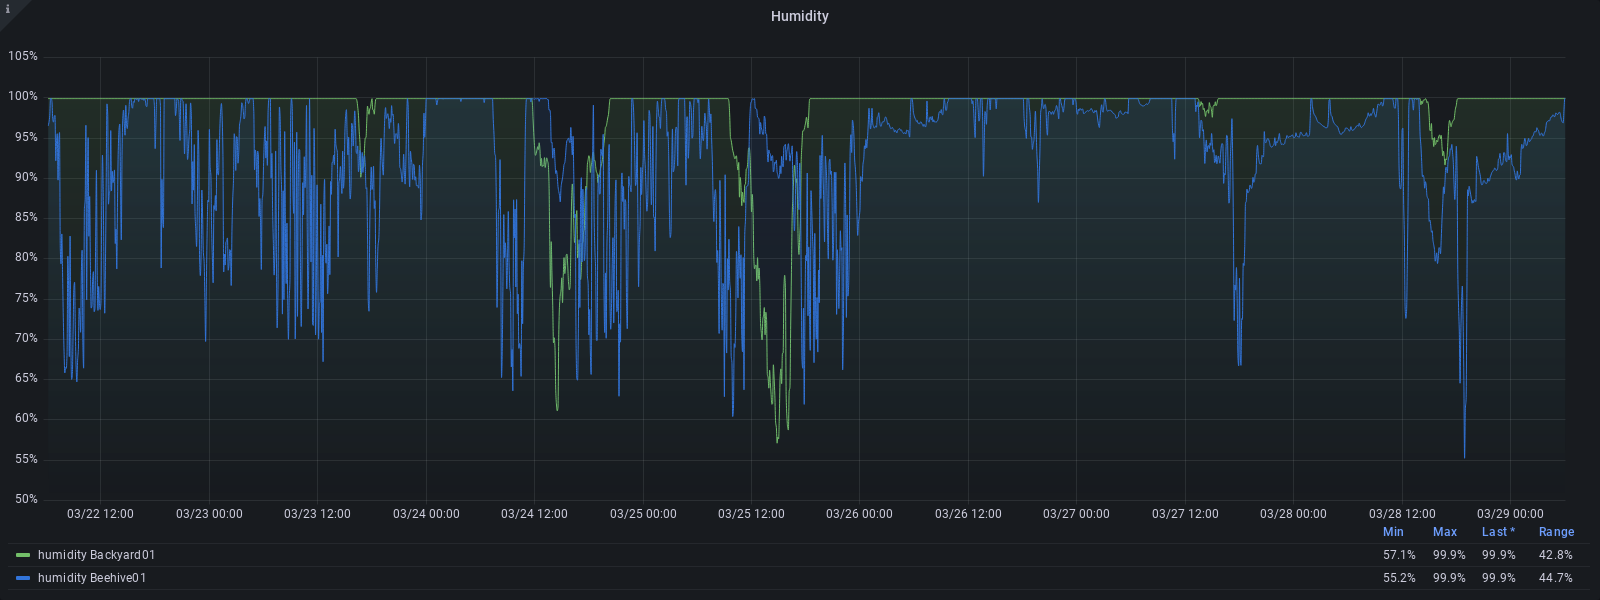 i
Humidity
105%
100%
95%
90%
85%
80%
75%
70%
65%
60%
55%
50%
03/22 12:00 03/23 00:00 03/23 12:00 03/24 00:00 03/24 12:00 03/25 00:00 03/25 12:00 03/26 00:00 03/26 12:00 03/27 00:00 03/27 12:00 03/28 00:00 03/28 12:00 03/29 00:00
Min Max Last * Range
humidity Backyard01 57.1% 99.9% 99.9% 42.8%
humidity Beehive01 55.2% 99.9% 99.9% 44.7%